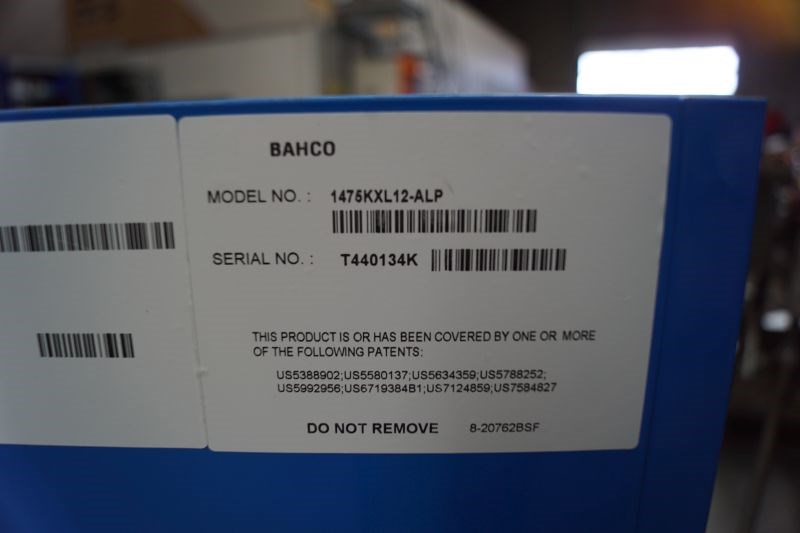 BAHCO
MODEL NO. : 1475KXL12-ALP
SERIAL NO. : T440134K
THIS PRODUCT IS OR HAS BEEN COVERED BY ONE OR MORE
OF THE FOLLOWING PATENTS:
US5388902;US5580137;US5634359;US5788252;
US5992956;US6719384B1;US7124859;US7584827
DO NOT REMOVE 8-20762BSF